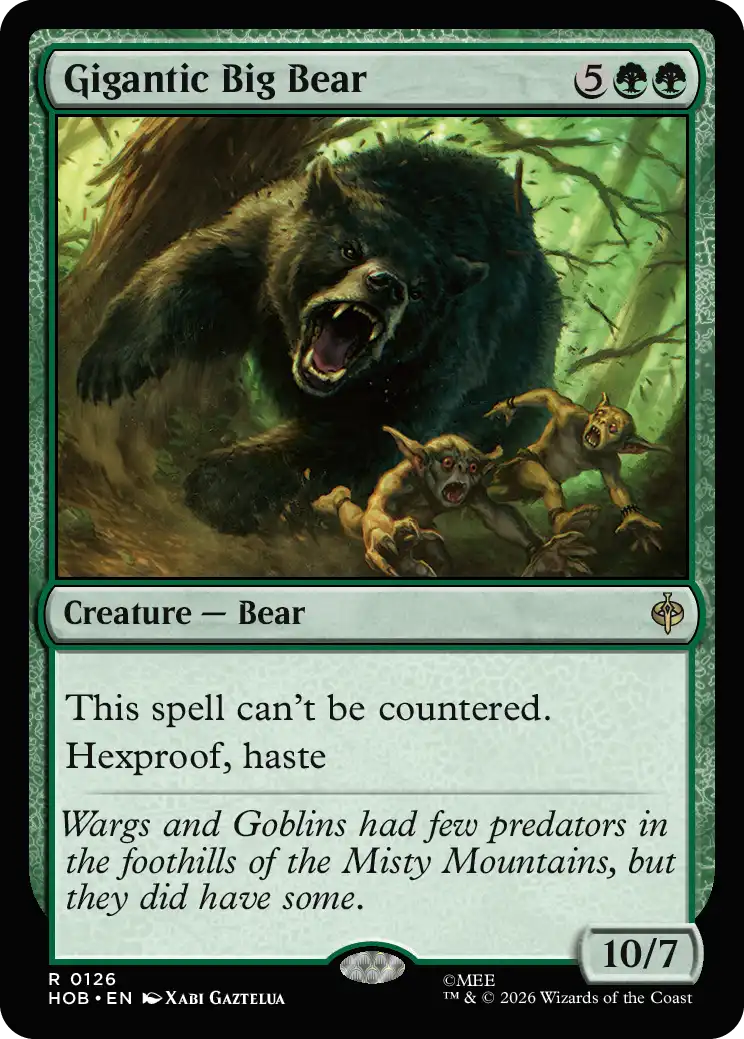 Gigantic Big Bear 5
Creature — Bear
This spell can't be countered.
Hexproof, haste
Wargs and Goblins had few predators in
the foothills of the Misty Mountains, but
they did have some.
10/7
R 0126
HOB • EN Xabi Gaztelua
©MEE
™ & © 2026 Wizards of the Coast